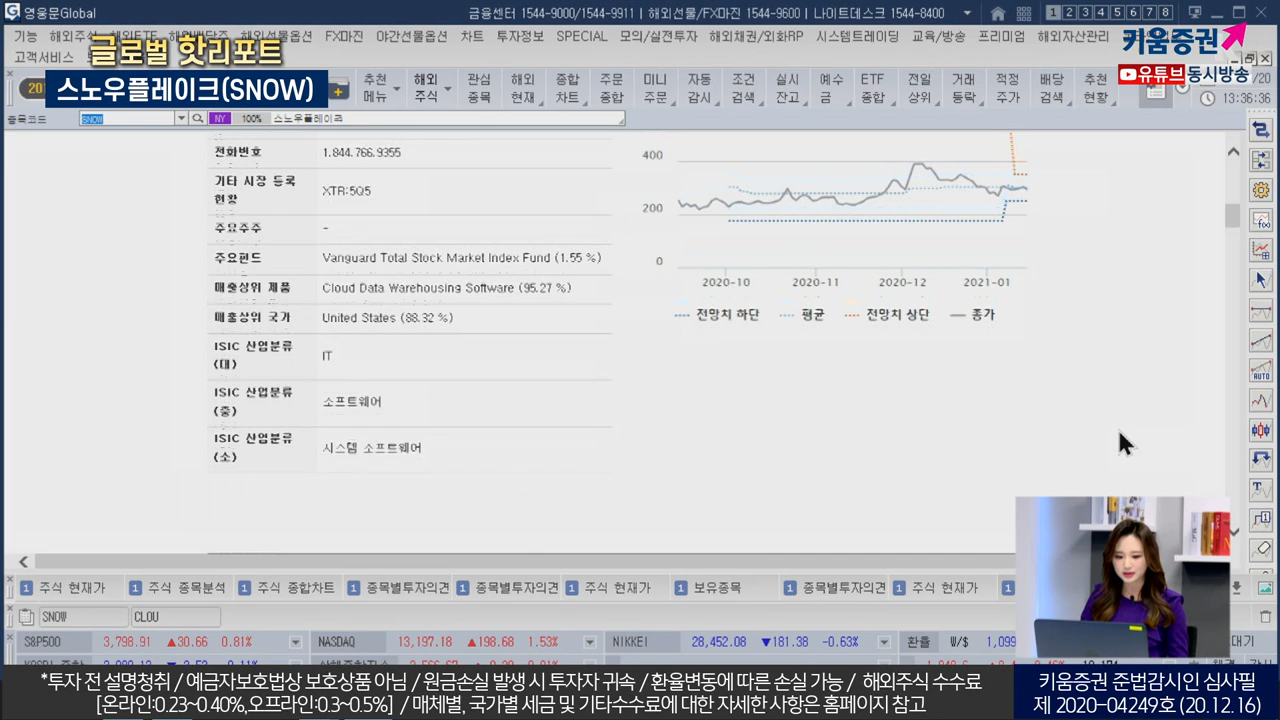 영웅문Global
금융센터 1544-9000/1544-9911 | 해외선물/FX마진 1544-9600 | 나이트데스크 1544-8400
1 2 3 4 5 6 7 8
기능 해외주식 해외선물옵션 FX마진 야간선물옵션 차트 투자정보 SPECIAL 모의/실전투자 해외채권/외화RP 시스템트레이딩 교육/방송 프리미엄 해외자산관리
고객서비스
글로벌 핫리포트
스노우플레이크(SNOW)
키움증권
유튜브동시방송
추천 해외 관심 해외 종합 주문 미니 자동 조건 실시 예수 ETF 전일 거래 적정 배당 추천
메뉴 주식 종목 현재 차트 종합 주문 감시 검색 잔고 금 종합 상위 등락 주가 검색 현황
13:36:36
종목코드 SNOW NY 100% 스노우플레이크
전화번호 1.844.766.9355
기타 시장 등록 현황 XTR:5Q5
주요주주 -
주요펀드 Vanguard Total Stock Market Index Fund (1.55 %)
매출상위 제품 Cloud Data Warehousing Software (95.27 %)
매출상위 국가 United States (88.32 %)
ISIC 산업분류 (대) IT
ISIC 산업분류 (중) 소프트웨어
ISIC 산업분류 (소) 시스템 소프트웨어
400
200
0
2020-10 2020-11 2020-12 2021-01
전망치 하단 평균 전망치 상단 종가
AUTO
1 주식 현재가 1 주식 종목분석 1 주식 종합차트 1 종목별투자의견 1 종목별투자의견 1 주식 현재가 1 보유종목 1 종목별투자의견 1 주식 현재가 1
SNOW CLOU
S&P500 3,798.91 ▲30.66 0.81% NASDAQ 13,197.18 ▲198.68 1.53% NIKKEI 28,452.08 ▼181.38 -0.63% 환율 W/$ 1,099
*투자 전 설명청취 / 예금자보호법상 보호상품 아님 / 원금손실 발생 시 투자자 귀속 / 환율변동에 따른 손실 가능 / 해외주식 수수료
[온라인:0.23~0.40%,오프라인:0.3~0.5%] / 매체별, 국가별 세금 및 기타수수료에 대한 자세한 사항은 홈페이지 참고
키움증권 준법감시인 심사필
제 2020-04249호 (20.12.16)